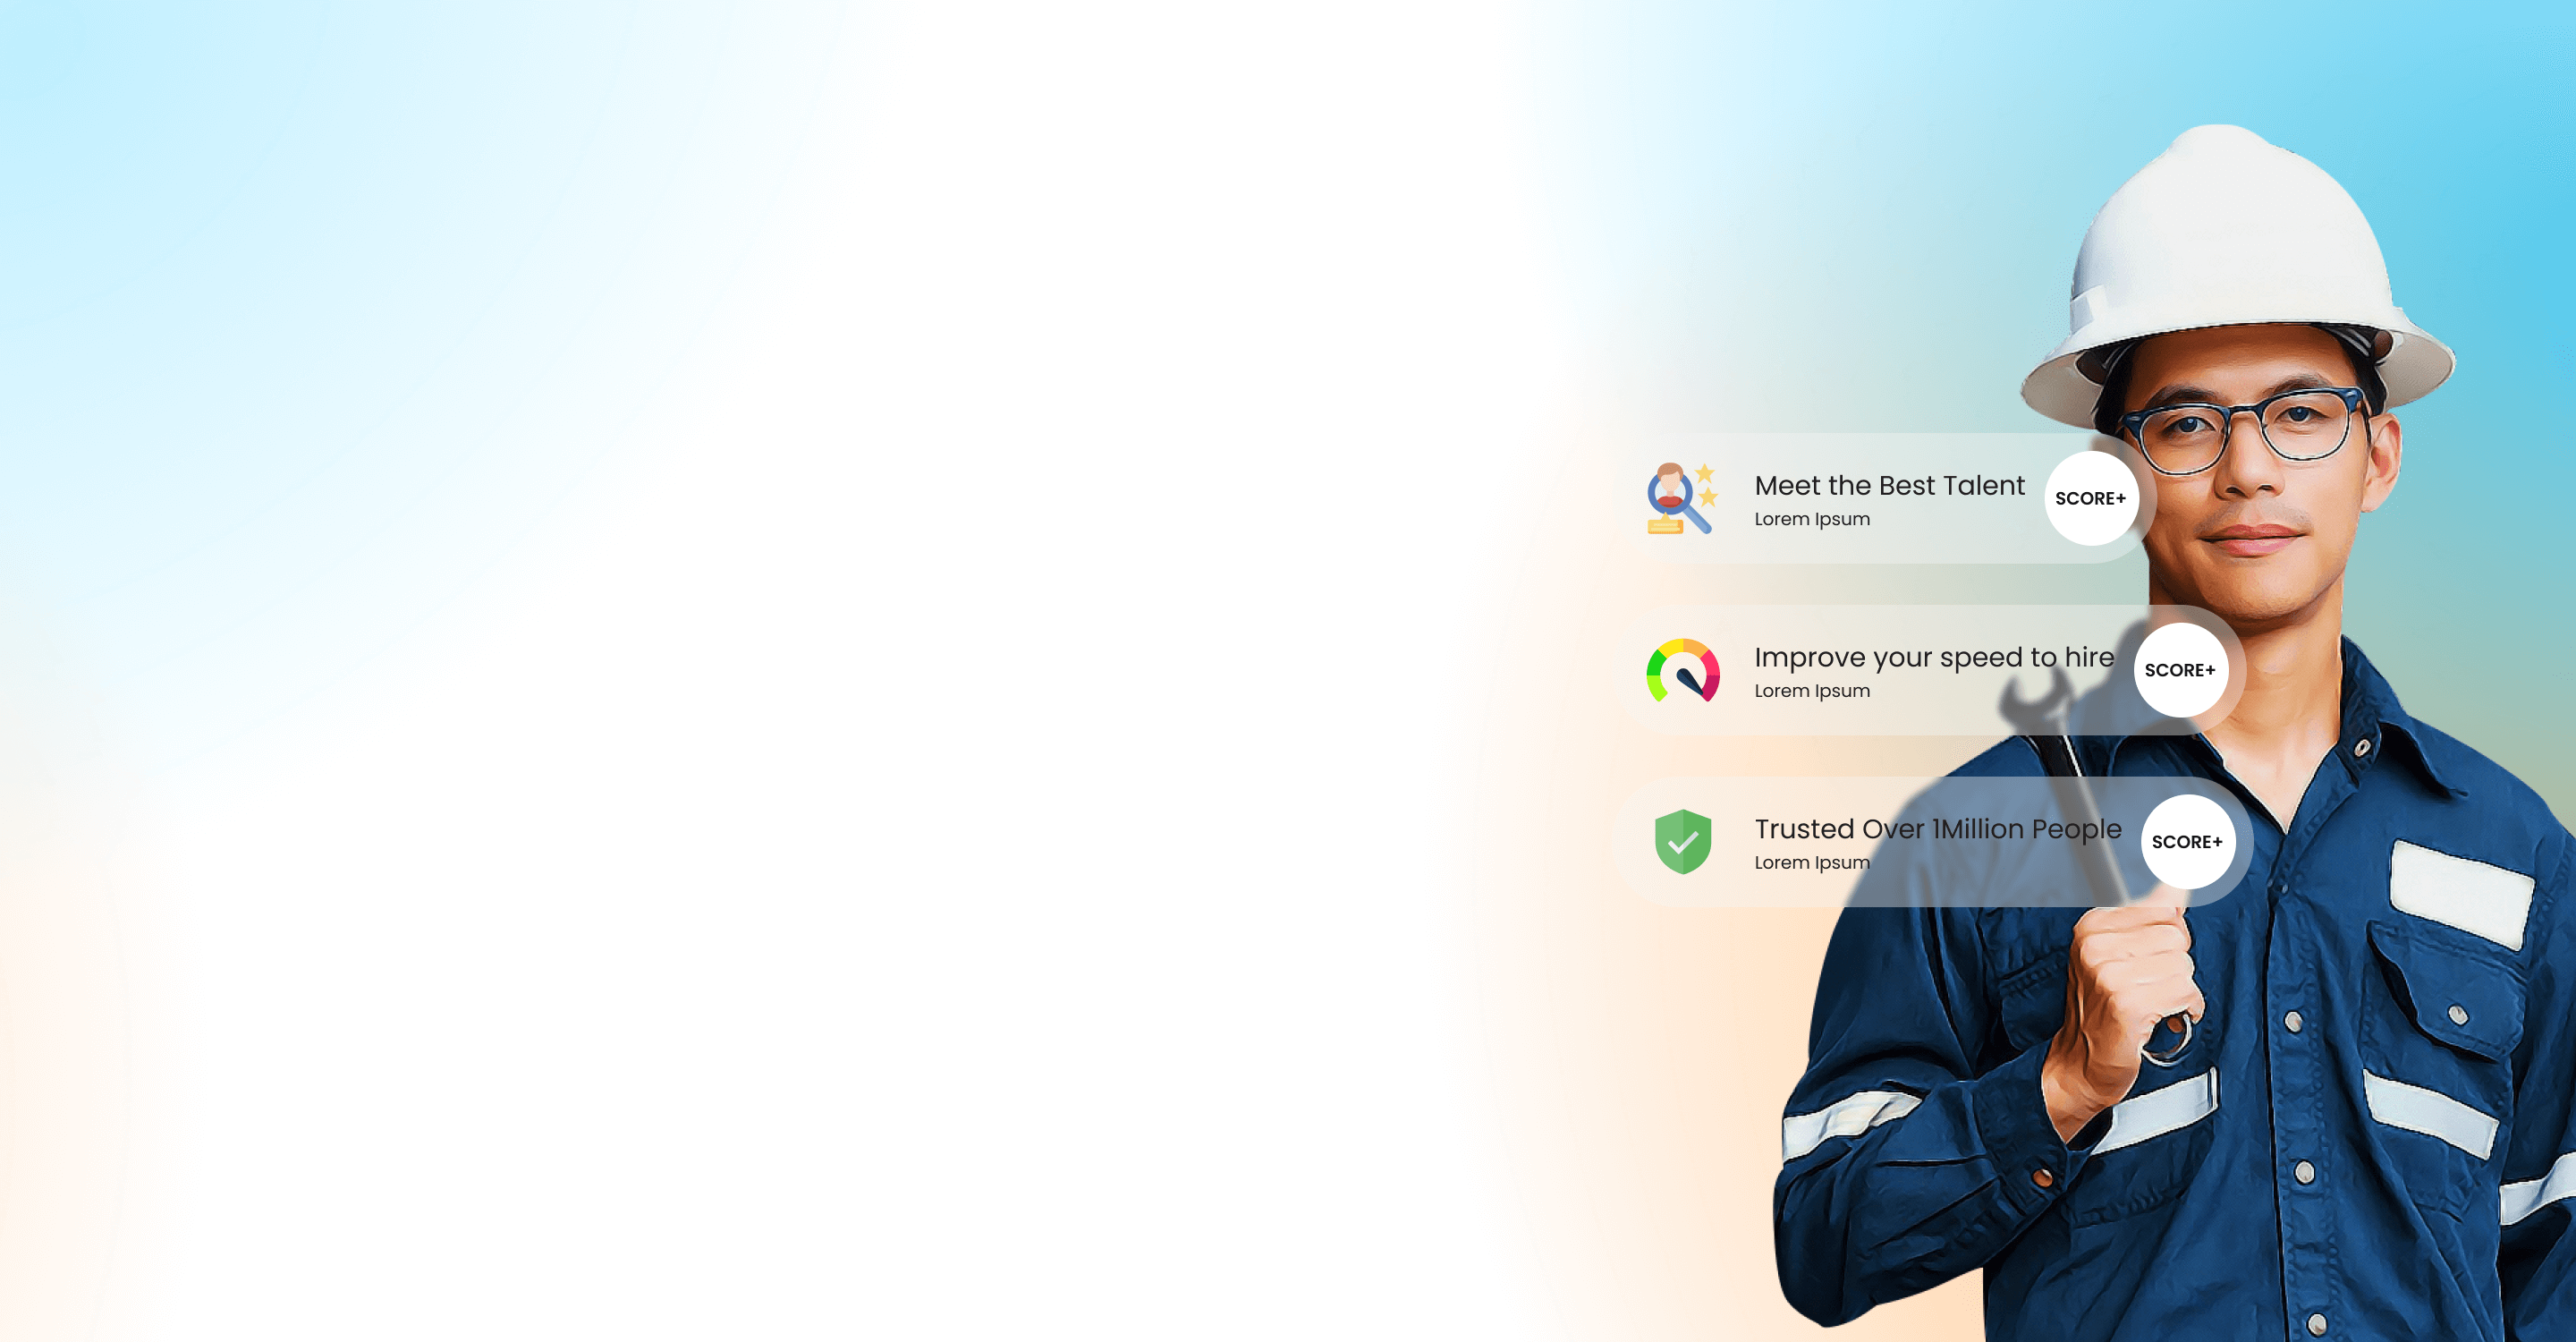 Meet the Best Talent
Lorem Ipsum
SCORE+
Improve your speed to hire
Lorem Ipsum
SCORE+
Trusted Over 1Million People
Lorem Ipsum
SCORE+